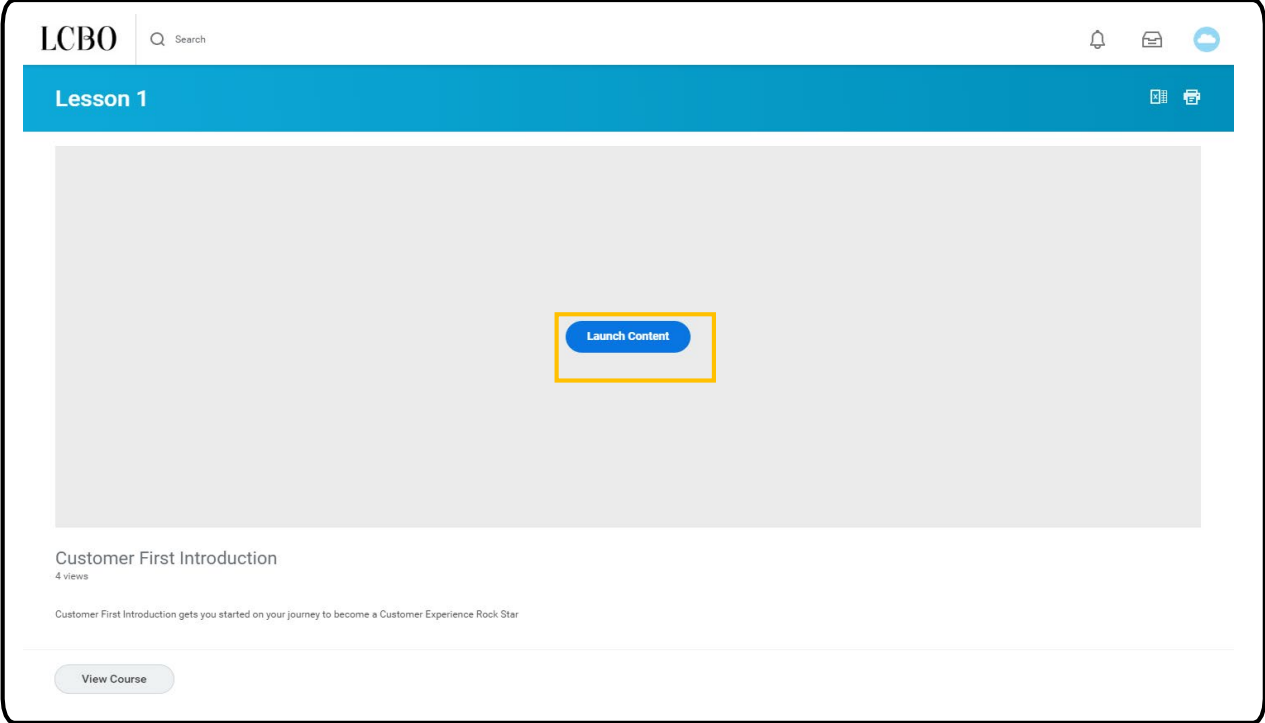 LCBO
Search
Lesson 1
Launch Content
Customer First Introduction
4 views
Customer First Introduction gets you started on your journey to become a Customer Experience Rock Star
View Course